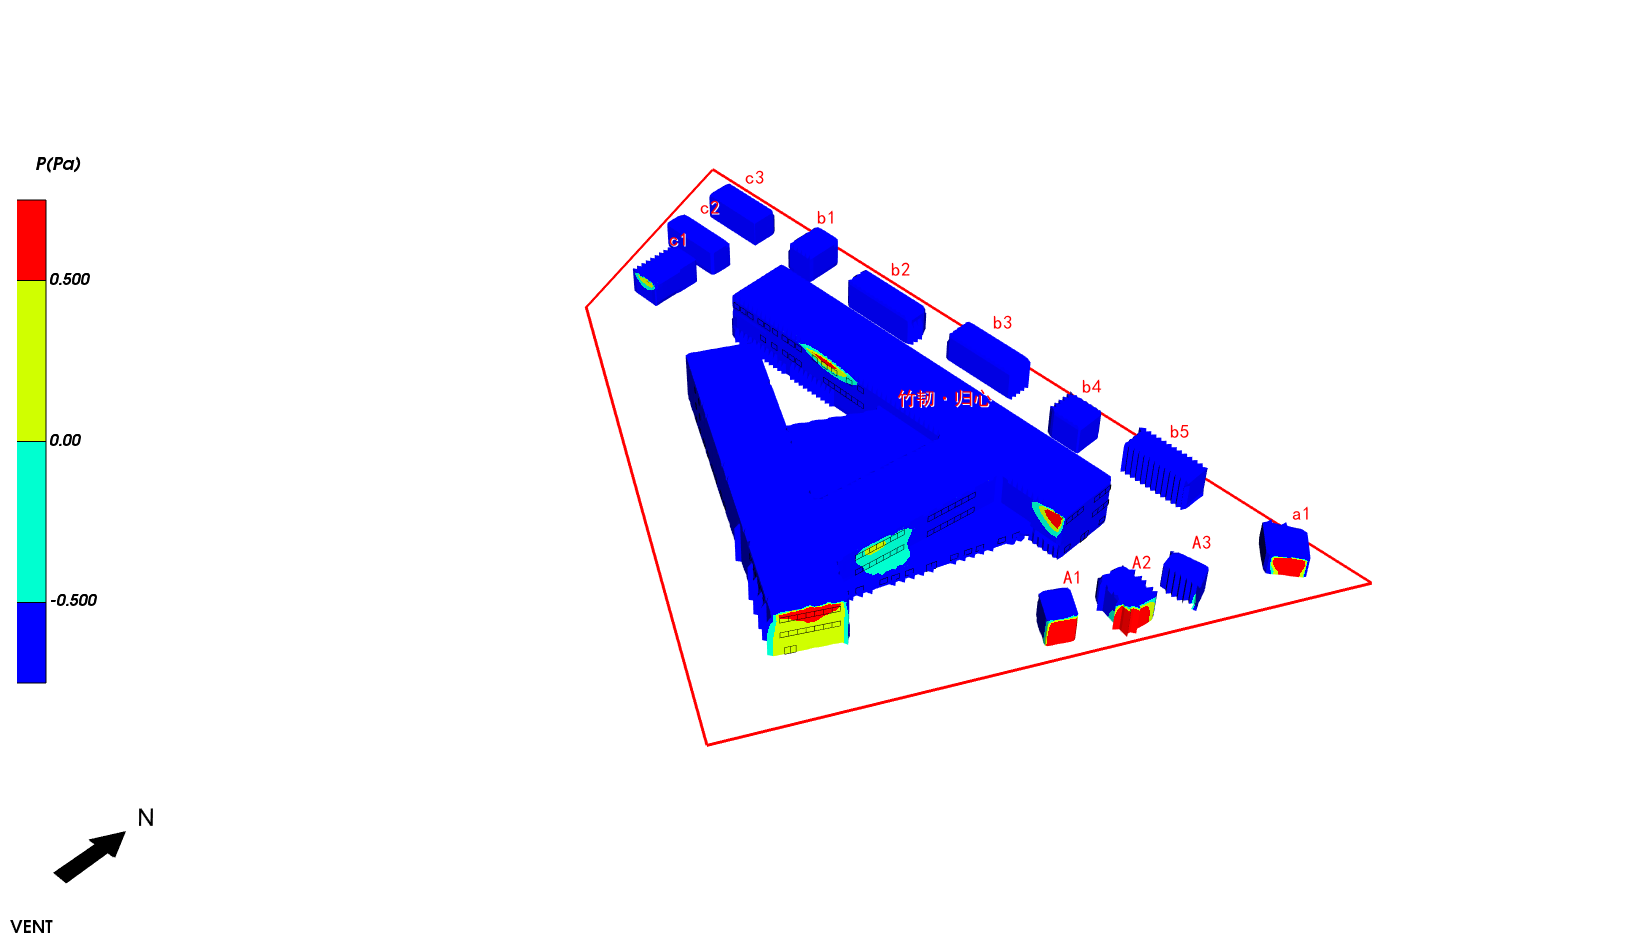 P(Pa)
0.500
0.00
-0.500
c3
c2
b1
c1
b2
b3
b4
竹韧·归心
b5
a1
A3
A2
A1
N
VENT